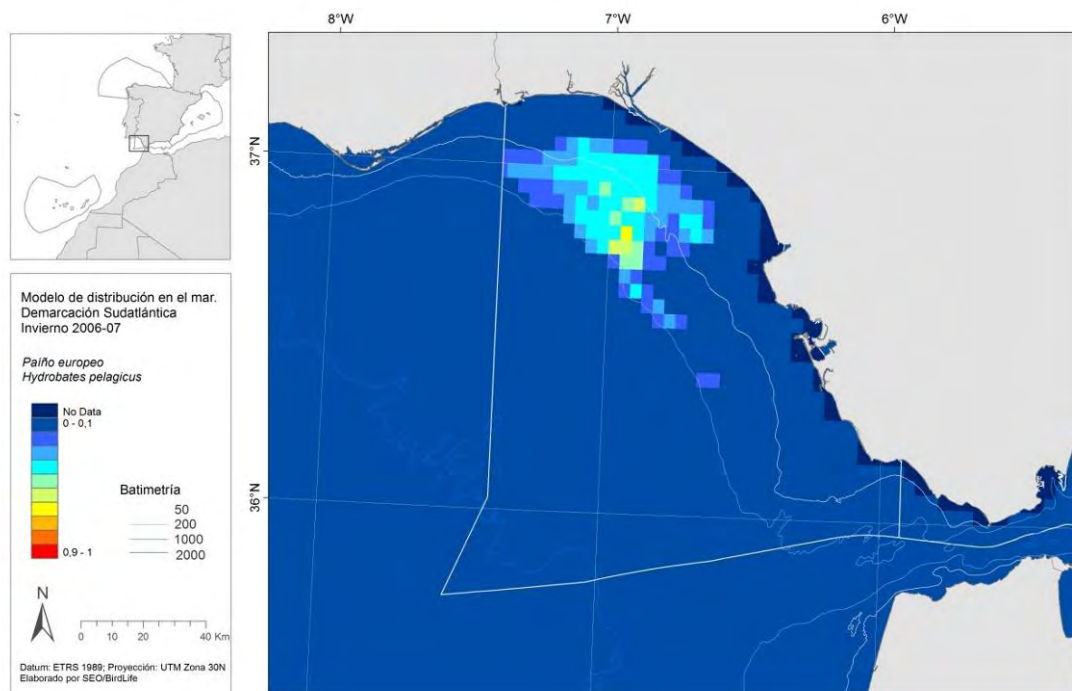 8°W
7°W
6°W
37°N
36°N
Modelo de distribución en el mar.
Demarcación Sudatlántica
Invierno 2006-07
Paíño europeo
Hydrobates pelagicus
No Data
0 - 0,1
0,9 - 1
Batimetría
50
200
1000
2000
N
0 5 10 20 30 40 Km
Datum: ETRS 1989; Proyección: UTM Zona 30N
Elaborado por SEO/BirdLife